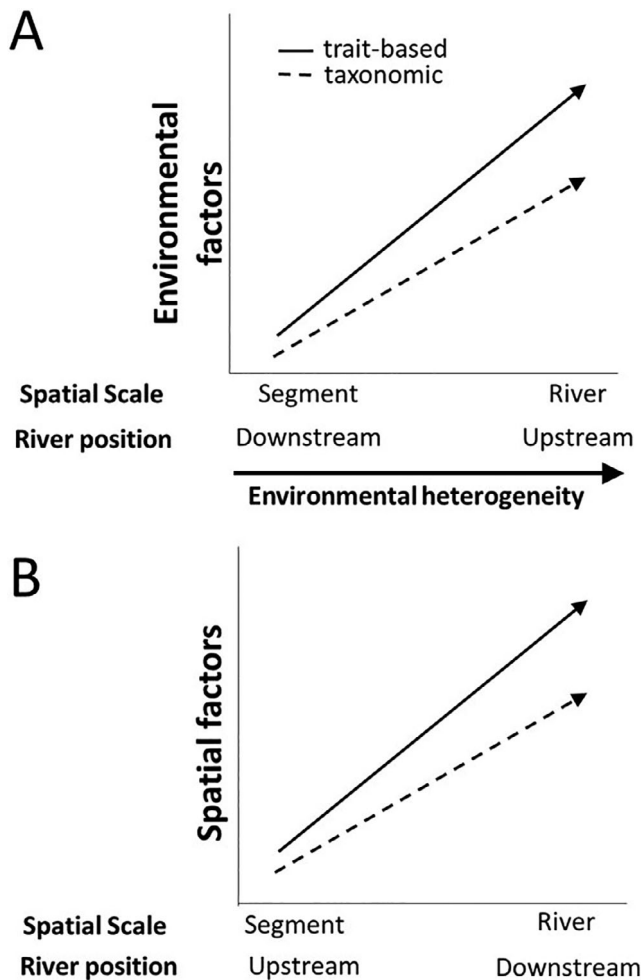 A
trait-based
taxonomic
Environmental
factors
Spatial Scale Segment River
River position Downstream Upstream
Environmental heterogeneity
B
Spatial factors
Spatial Scale Segment River
River position Upstream Downstream